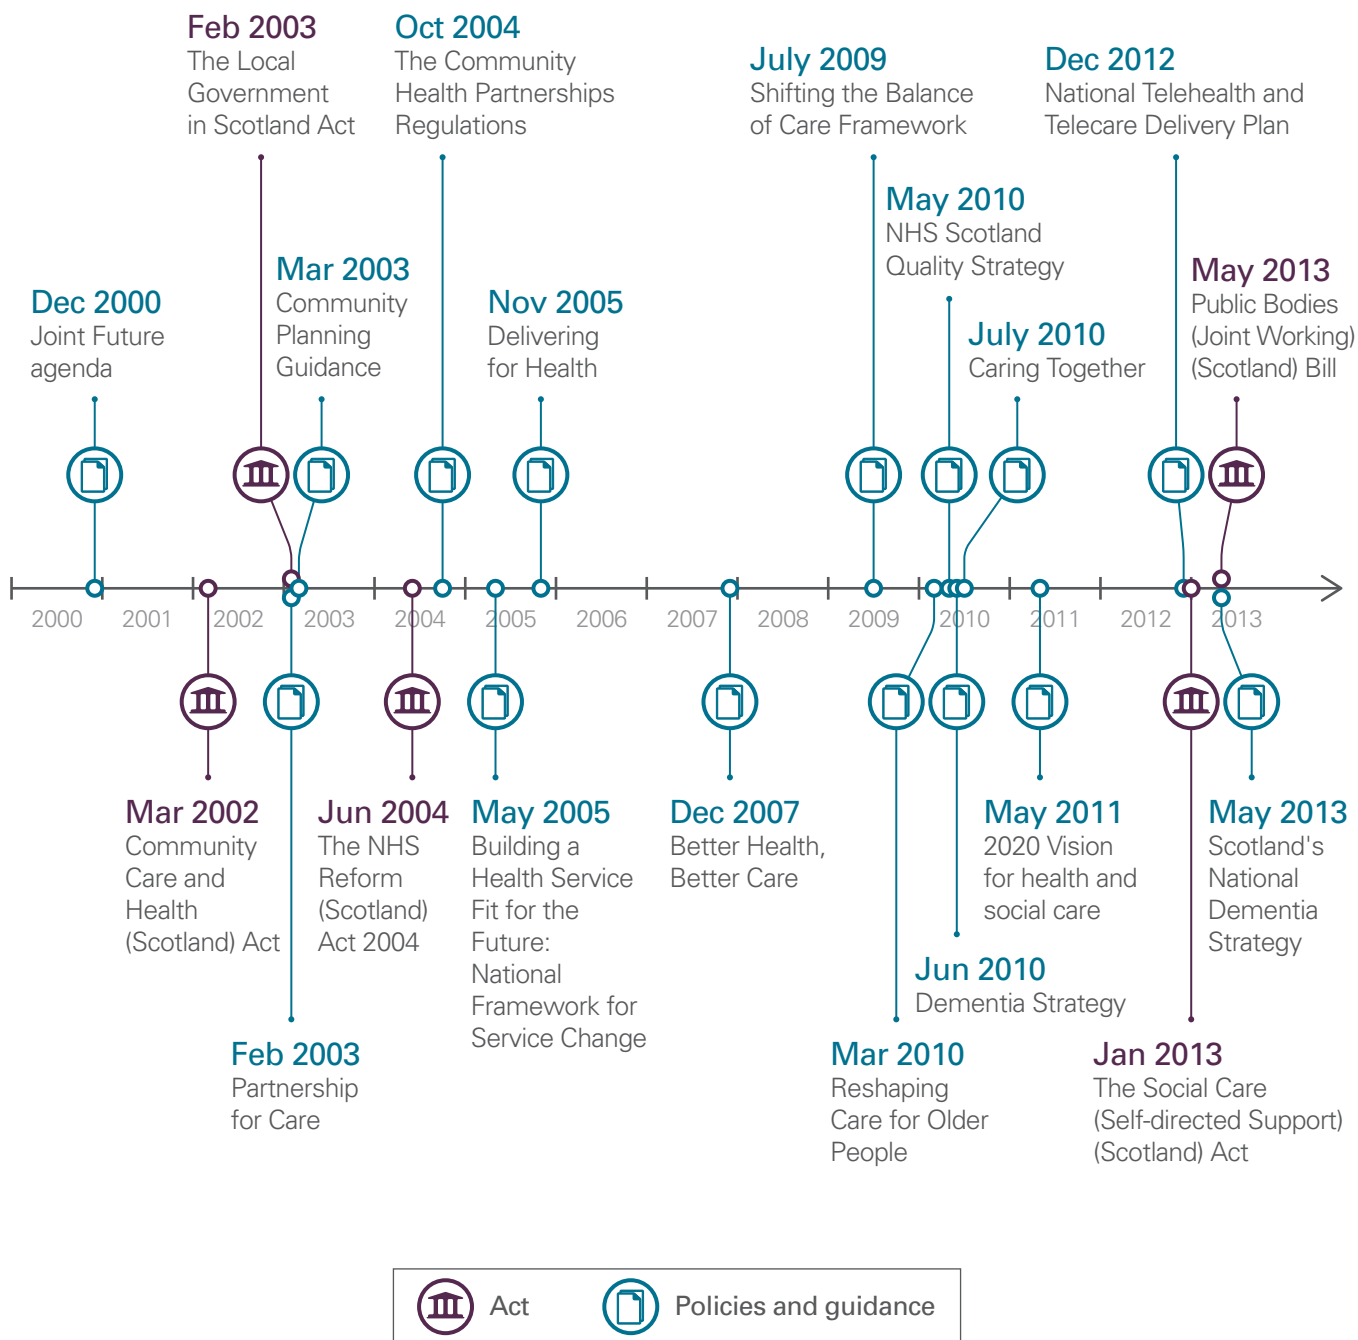 Feb 2003
The Local
Government
in Scotland Act
Oct 2004
The Community
Health Partnerships
Regulations
July 2009
Shifting the Balance
of Care Framework
Dec 2012
National Telehealth and
Telecare Delivery Plan
May 2010
NHS Scotland
Quality Strategy
Dec 2000
Joint Future
agenda
Mar 2003
Community
Planning
Guidance
Nov 2005
Delivering
for Health
July 2010
Caring Together
May 2013
Public Bodies
(Joint Working)
(Scotland) Bill
2000
2001
2002
2003
2004
2005
2006
2007
2008
2009
2010
2011
2012
2013
Mar 2002
Community
Care and
Health
(Scotland) Act
Jun 2004
The NHS
Reform
(Scotland)
Act 2004
May 2005
Building a
Health Service
Fit for the
Future:
National
Framework for
Service Change
Dec 2007
Better Health,
Better Care
May 2011
2020 Vision
for health and
social care
May 2013
Scotland's
National
Dementia
Strategy
Jun 2010
Dementia Strategy
Feb 2003
Partnership
for Care
Mar 2010
Reshaping
Care for Older
People
Jan 2013
The Social Care
(Self-directed Support)
(Scotland) Act
Act
Policies and guidance